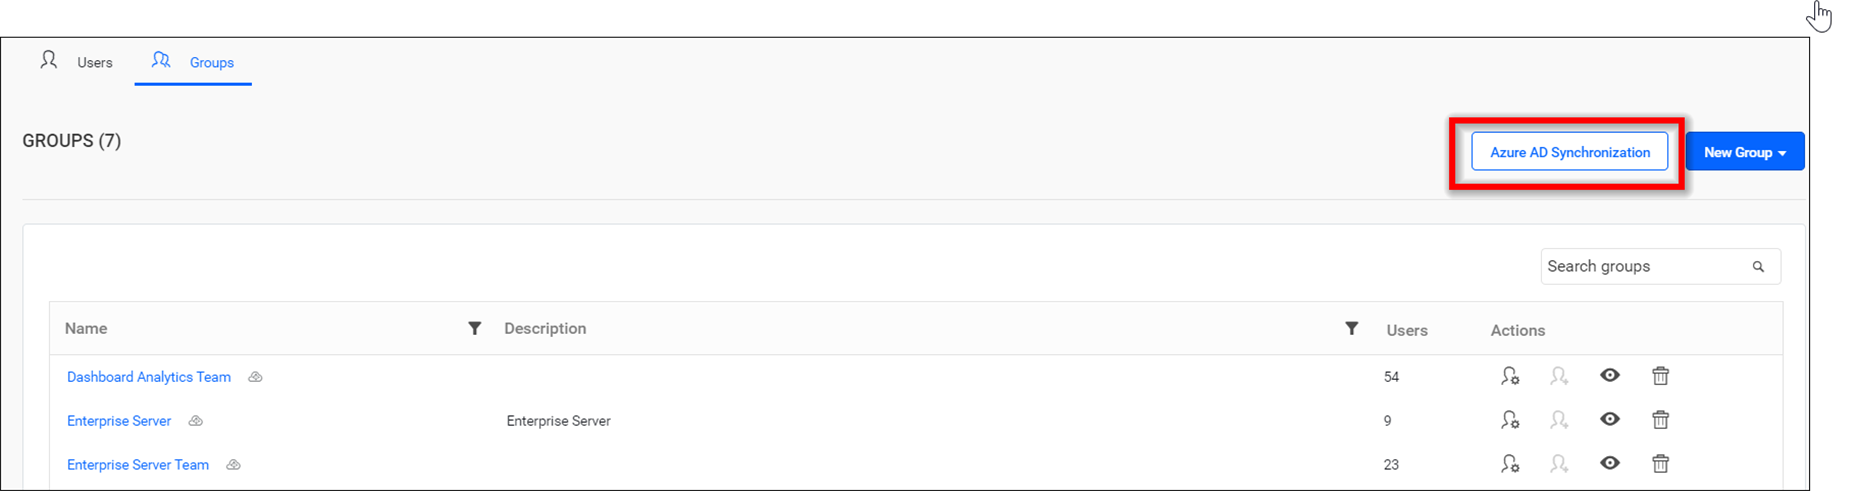 Users Groups
GROUPS (7)
Azure AD Synchronization New Group
Search groups
Name Description Users Actions
Dashboard Analytics Team 54
Enterprise Server Enterprise Server 9
Enterprise Server Team 23